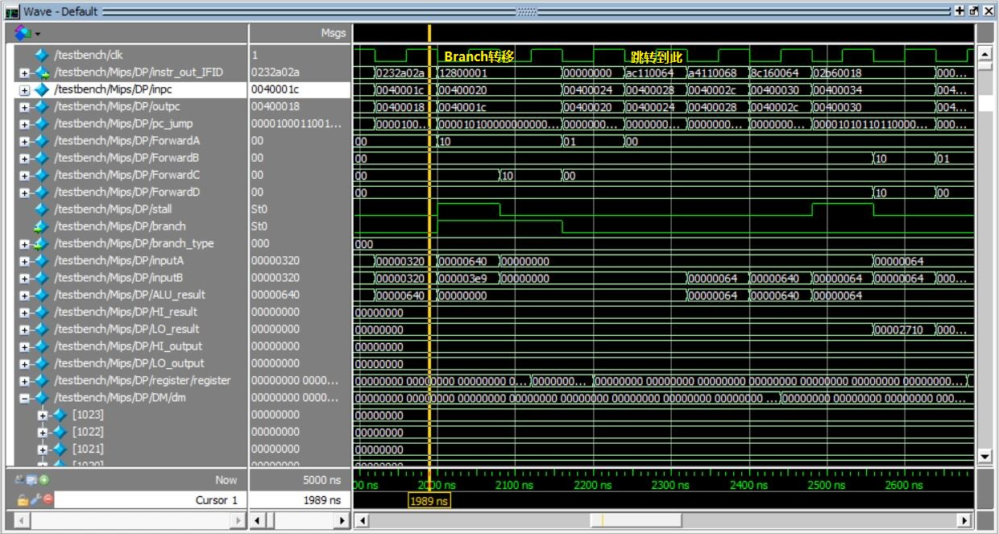 Wave - Default
Msgs
Branch转移 跳转到此
/testbench/clk 1
/testbench/Mips/DP/instr_out_IFID 0232a02a 0232a02a 12800001 00000000 ac110064 a4110068 8c160064 02b60018 000...
/testbench/Mips/DP/inpc 0040001c 0040001c 00400020 00400024 00400028 0040002c 00400030 00400034 004...
/testbench/Mips/DP/outpc 00400018 00400018 0040001c 00400020 00400024 00400028 0040002c 00400030 004...
/testbench/Mips/DP/pc_jump 0000100011001... 0000100... 000010100000000000... 0000000... 0000000... 0000000... 0000000... 00001010110110000... 000...
/testbench/Mips/DP/ForwardA 00 00 10 01 00
/testbench/Mips/DP/ForwardB 00 00 10 01
/testbench/Mips/DP/ForwardC 00 00 10 00
/testbench/Mips/DP/ForwardD 00 00 10 00
/testbench/Mips/DP/stall St0
/testbench/Mips/DP/branch St0
/testbench/Mips/DP/branch_type 000 000
/testbench/Mips/DP/inputA 00000320 00000320 00000640 00000000 00000064
/testbench/Mips/DP/inputB 00000320 00000320 000003e9 00000000 00000064 00000640 00000064 00000064 000...
/testbench/Mips/DP/ALU_result 00000640 00000640 00000000 00000064 00000640 00000064
/testbench/Mips/DP/HI_result 00000000 00000000
/testbench/Mips/DP/LO_result 00000000 00000000 00002710 000...
/testbench/Mips/DP/HI_output 00000000 00000000
/testbench/Mips/DP/LO_output 00000000 00000000
/testbench/Mips/DP/register/register 00000000 0000... 00000000 00000000 00000000 0... 0000000... 00000000 00000000 00000000 00000000 00000000 00000000 0000000...
/testbench/Mips/DP/DM/dm 00000000 0000... 00000000 00000000 00000000 00000000 00000000 00000000 00000000 00000000 ... 00000000 00000000 00000000 000...
[1023] 00000000 00000000
[1022] 00000000 00000000
[1021] 00000000 00000000
[1020] 00000000 00000000
Now 5000 ns 00 ns 2000 ns 2100 ns 2200 ns 2300 ns 2400 ns 2500 ns 2600 ns
Cursor 1 1989 ns 1989 ns